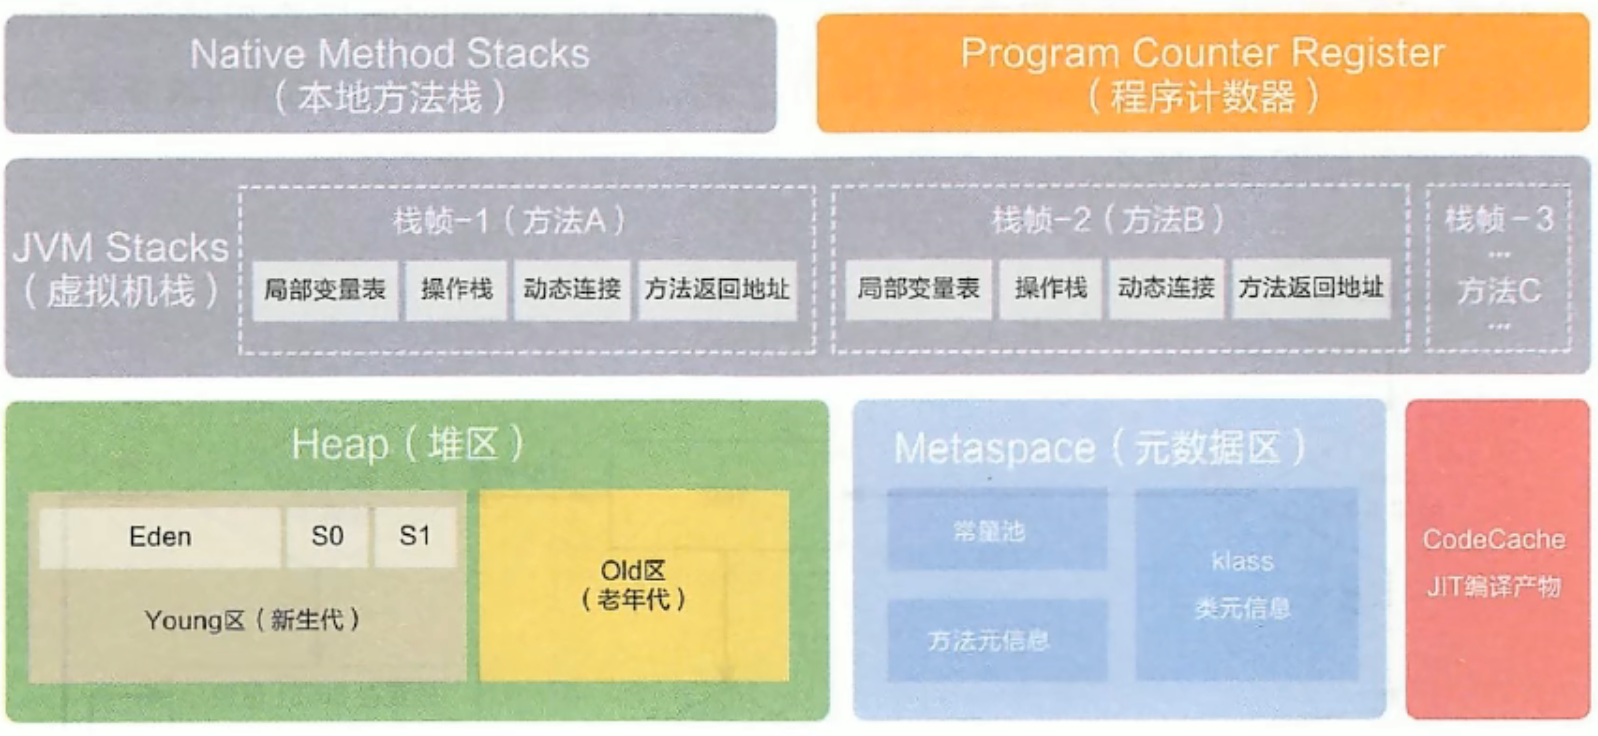 Native Method Stacks
（本地方法栈）
Program Counter Register
（程序计数器）
JVM Stacks
（虚拟机栈）
栈帧-1（方法A）
局部变量表
操作栈
动态连接
方法返回地址
栈帧-2（方法B）
局部变量表
操作栈
动态连接
方法返回地址
栈帧-3
...
方法C
...
Heap（堆区）
Eden
S0
S1
Young区（新生代）
Old区
（老年代）
Metaspace（元数据区）
常量池
方法元信息
klass
类元信息
CodeCache
JIT编译产物